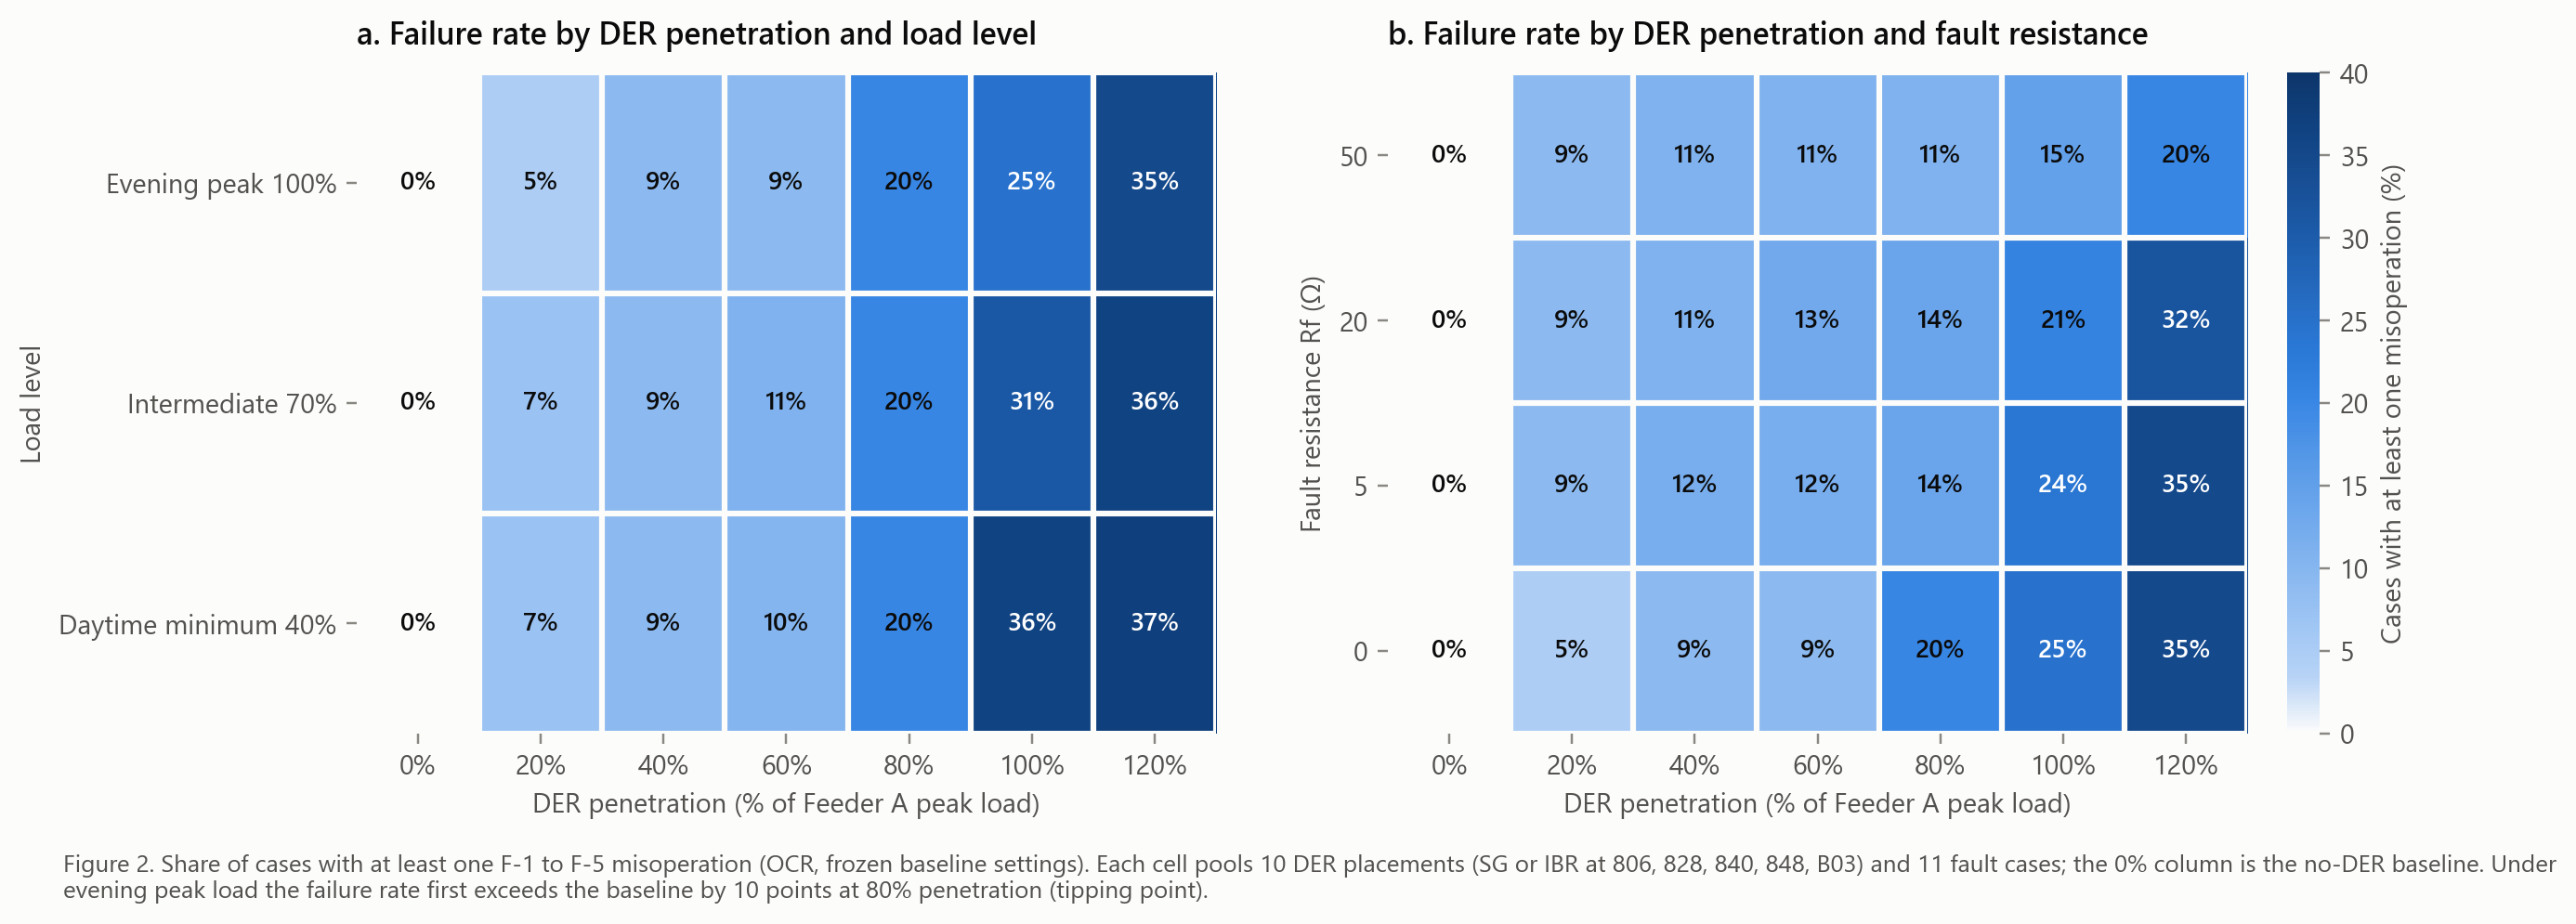 a. Failure rate by DER penetration and load level
Load level
Evening peak 100%
0% 5% 9% 9% 20% 25% 35%
Intermediate 70%
0% 7% 9% 11% 20% 31% 36%
Daytime minimum 40%
0% 7% 9% 10% 20% 36% 37%
0% 20% 40% 60% 80% 100% 120%
DER penetration (% of Feeder A peak load)
b. Failure rate by DER penetration and fault resistance
Fault resistance Rf (Ω)
50
0% 9% 11% 11% 11% 15% 20%
20
0% 9% 11% 13% 14% 21% 32%
5
0% 9% 12% 12% 14% 24% 35%
0
0% 5% 9% 9% 20% 25% 35%
0% 20% 40% 60% 80% 100% 120%
DER penetration (% of Feeder A peak load)
40
35
30
25
20
15
10
5
0
Cases with at least one misoperation (%)
Figure 2. Share of cases with at least one F-1 to F-5 misoperation (OCR, frozen baseline settings). Each cell pools 10 DER placements (SG or IBR at 806, 828, 840, 848, B03) and 11 fault cases; the 0% column is the no-DER baseline. Under
evening peak load the failure rate first exceeds the baseline by 10 points at 80% penetration (tipping point).